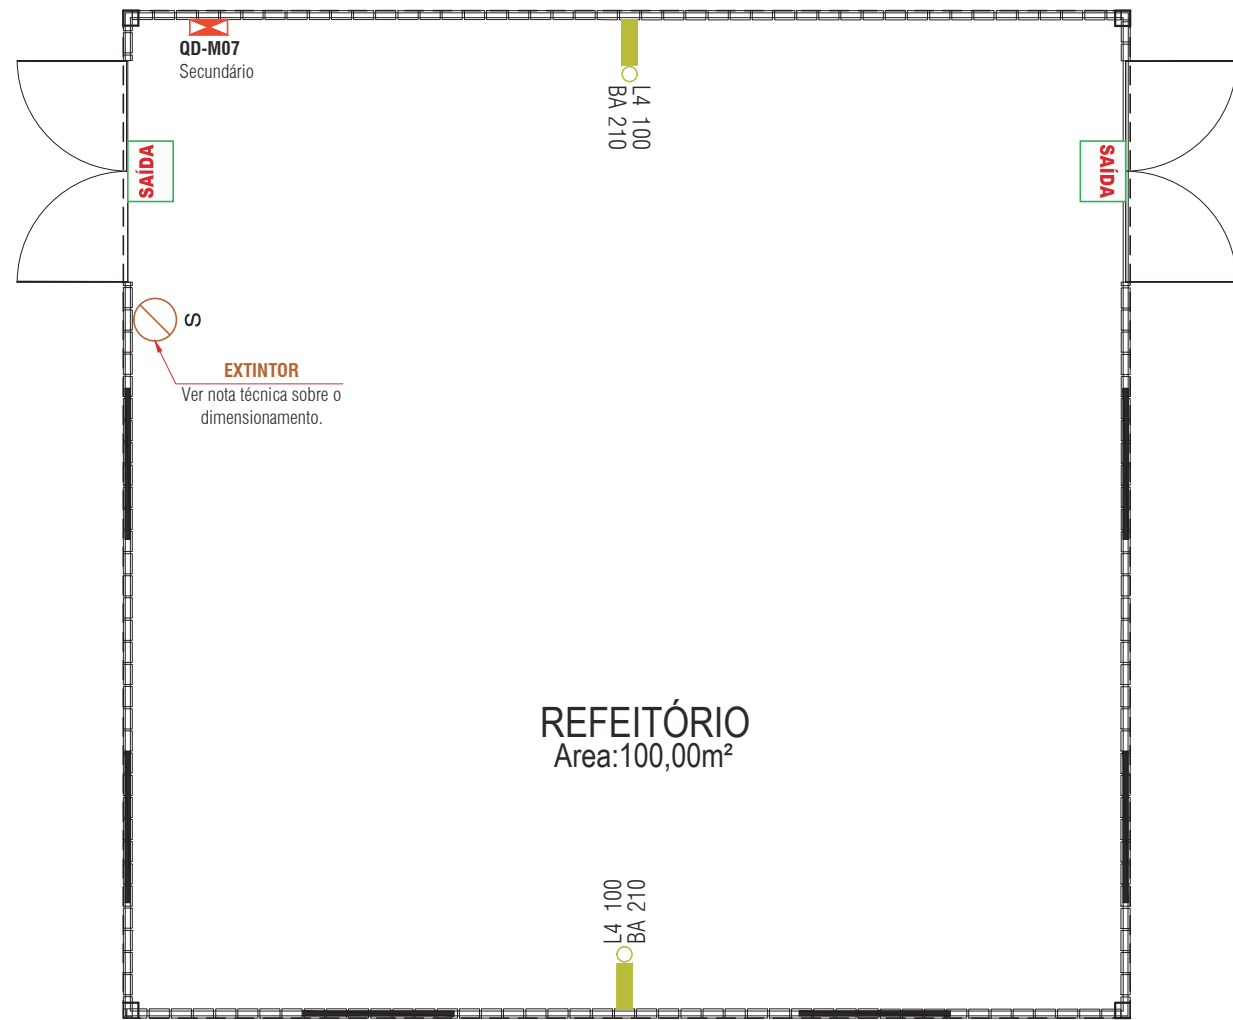 QD-M07
Secundário
L4 100
BA 210
SAÍDA
SAÍDA
S
EXTINTOR
Ver nota técnica sobre o
dimensionamento.
REFEITÓRIO
Area:100,00m²
L4 100
BA 210